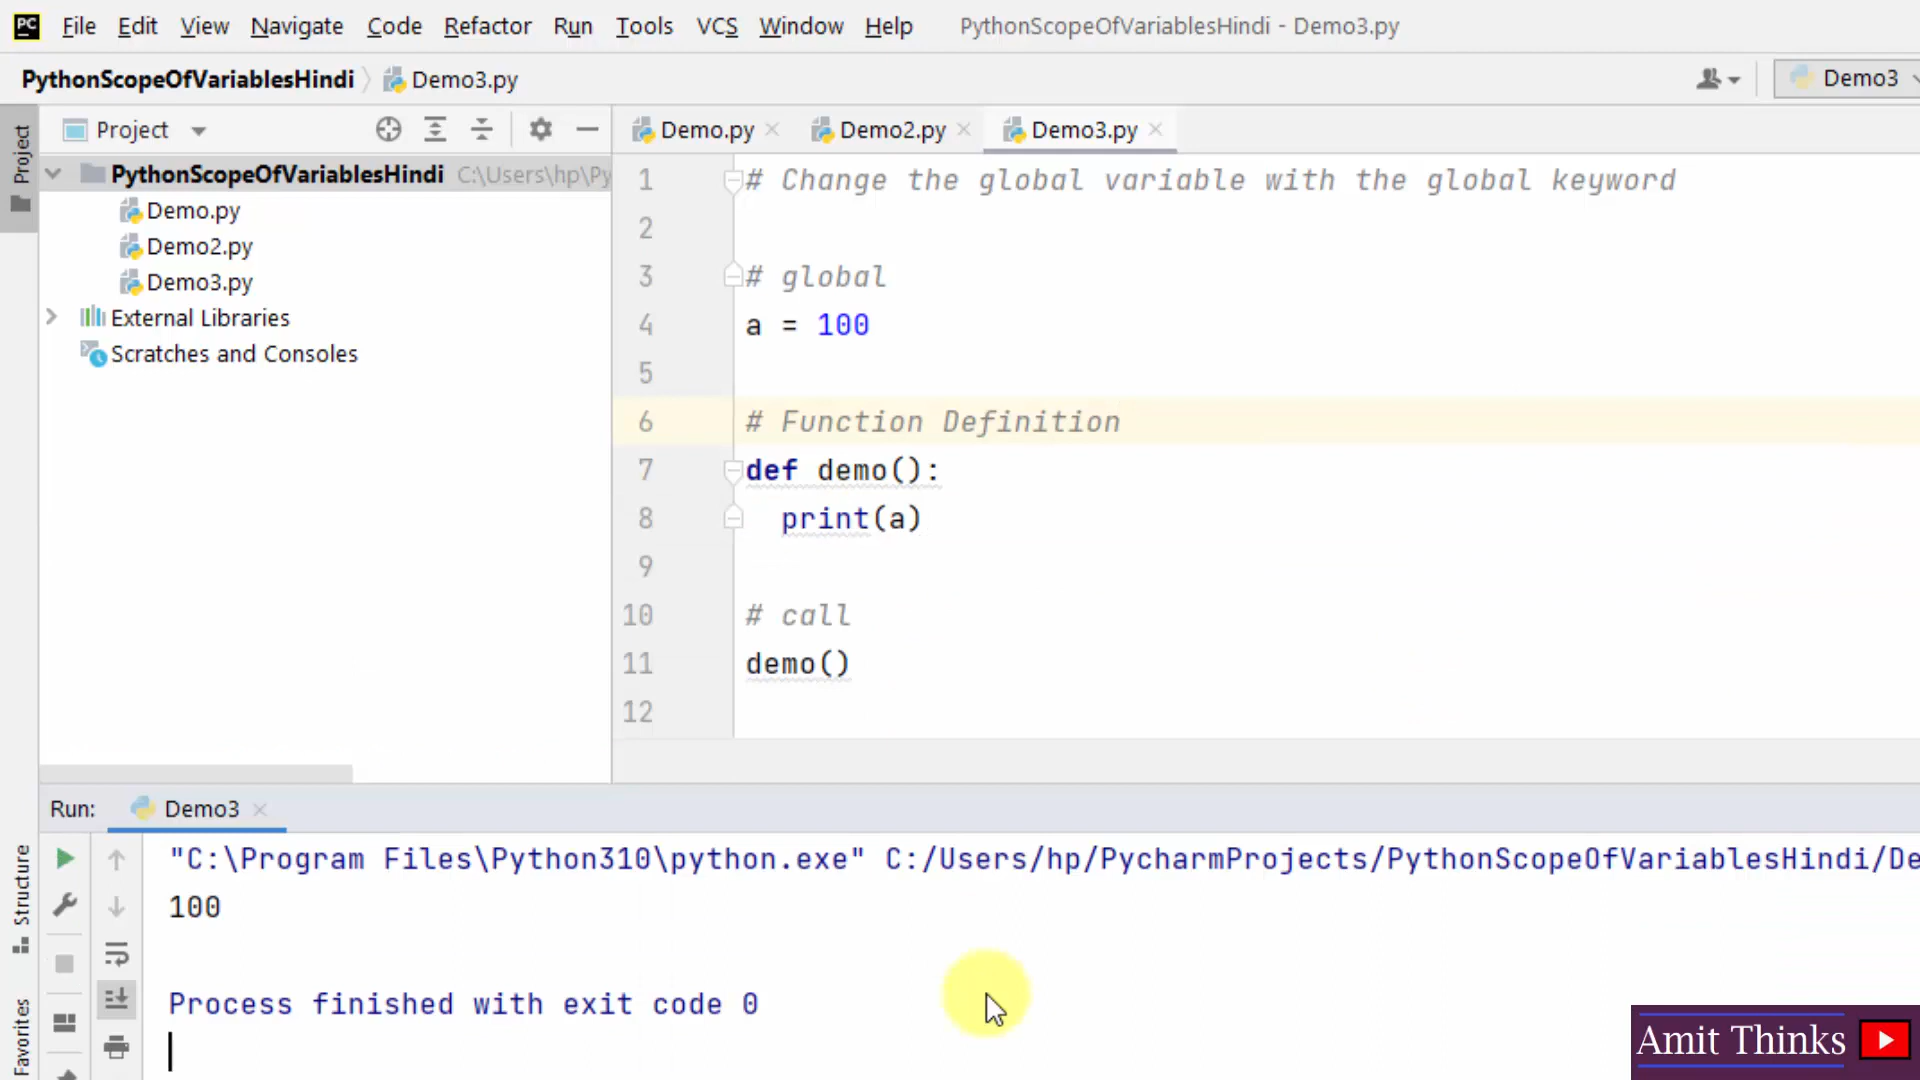 PC File Edit View Navigate Code Refactor Run Tools VCS Window Help PythonScopeOfVariablesHindi - Demo3.py
PythonScopeOfVariablesHindi Demo3.py Demo3
Project
Project
Demo.py Demo2.py Demo3.py
PythonScopeOfVariablesHindi C:\Users\hp\Py
Demo.py
Demo2.py
Demo3.py
External Libraries
Scratches and Consoles
1 # Change the global variable with the global keyword
2
3 # global
4 a = 100
5
6 # Function Definition
7 def demo():
8 print(a)
9
10 # call
11 demo()
12
Run: Demo3
"C:\Program Files\Python310\python.exe" C:/Users/hp/PycharmProjects/PythonScopeOfVariablesHindi/De
100
Process finished with exit code 0
Structure
Favorites
Amit Thinks